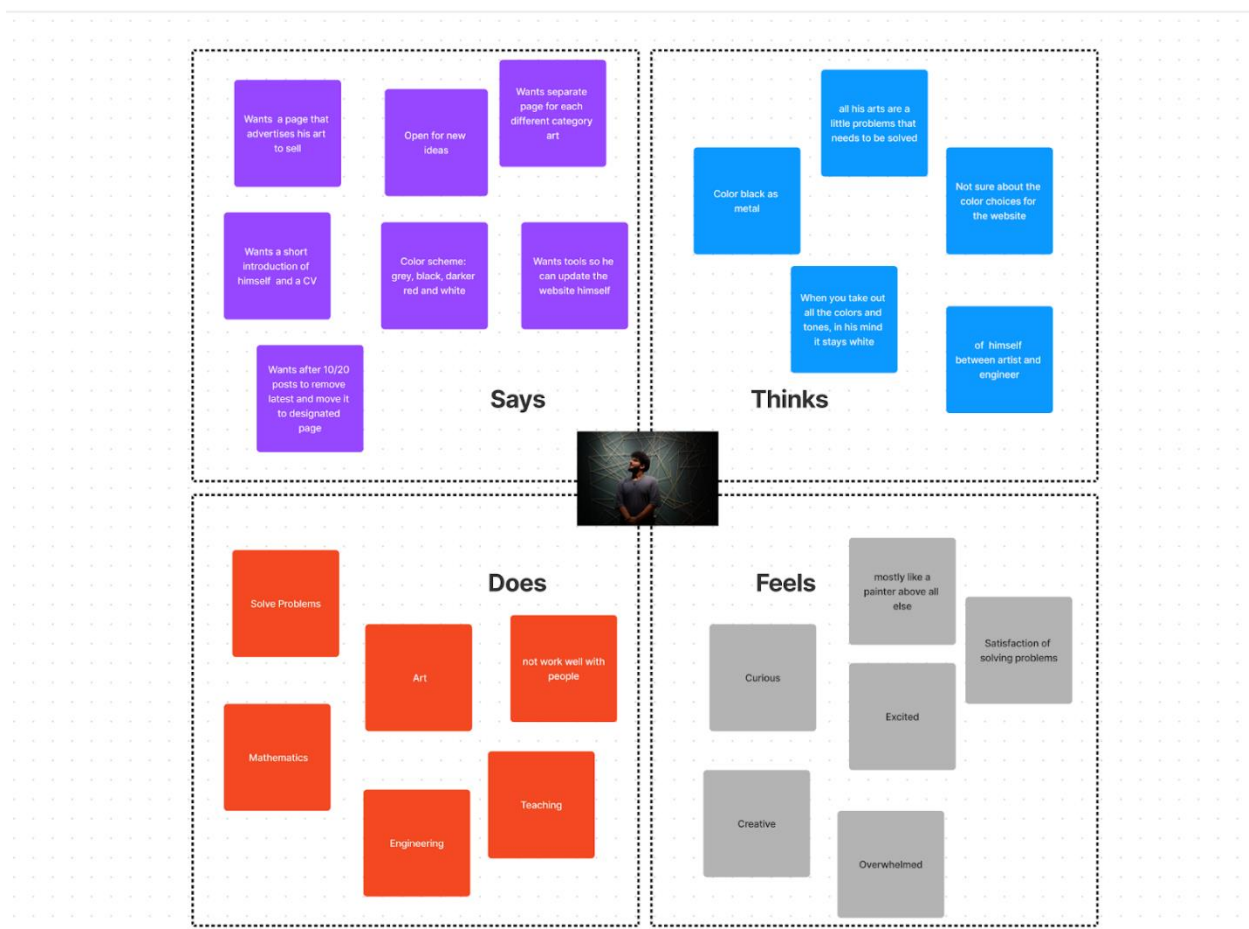 Wants  a page that
advertises his art
to sell
Open for new
ideas
Wants separate
page for each
different category
art
Wants a short
introduction of
himself  and a CV
Color scheme:
grey, black, darker
red and white
Wants tools so he
can update the
website himself
Wants after 10/20
posts to remove
latest and move it
to designated
page
Says
all his arts are a
little problems that
needs to be solved
Color black as
metal
Not sure about the
color choices for
the website
When you take out
all the colors and
tones, in his mind
it stays white
of  himself
between artist and
engineer
Thinks
Does
Solve Problems
Art
not work well with
people
Mathematics
Teaching
Engineering
Feels
mostly like a
painter above all
else
Satisfaction of
solving problems
Curious
Excited
Creative
Overwhelmed